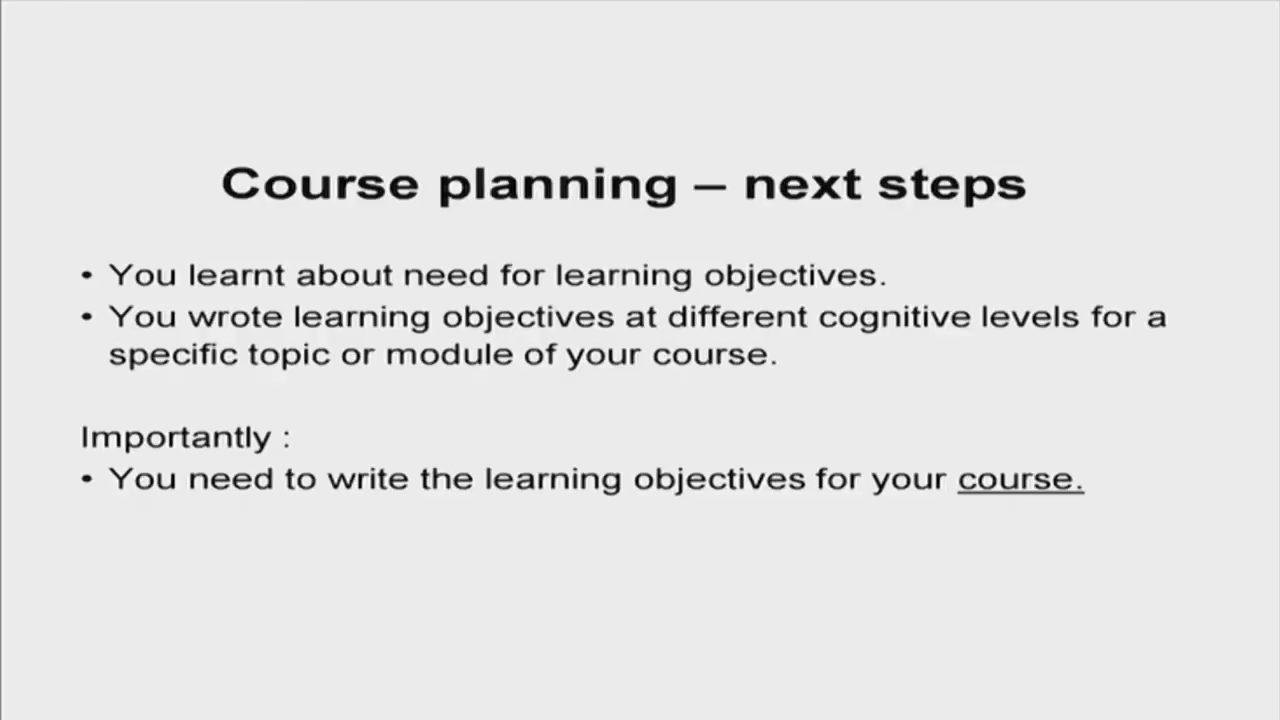 Course planning – next steps
• You learnt about need for learning objectives.
• You wrote learning objectives at different cognitive levels for a
specific topic or module of your course.
Importantly :
• You need to write the learning objectives for your course.